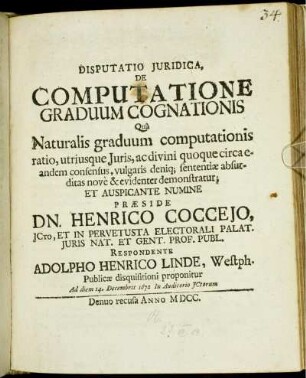 34.
DISPUTATIO JURIDICA,
DE
COMPUTATIONE
GRADUUM COGNATIONIS
Quâ
Naturalis graduum computationis
ratio, utriusque Juris, ac divini quoque circa e-
andem consensus, vulgaris deniq; sententiæ absur-
ditas novè & evidenter demonstratur;
ET AUSPICANTE NUMINE
PRÆSIDE
DN. HENRICO COCCEJO,
JCto, ET IN PERVETUSTA ELECTORALI PALAT.
JURIS NAT. ET GENT. PROF. PUBL.
RESPONDENTE
ADOLPHO HENRICO LINDE, Westph.
Publicæ disquisitioni proponitur
Ad diem 14. Decembris 1672 In Auditorio JCtorum
Denuo recusa ANNO MDCC.